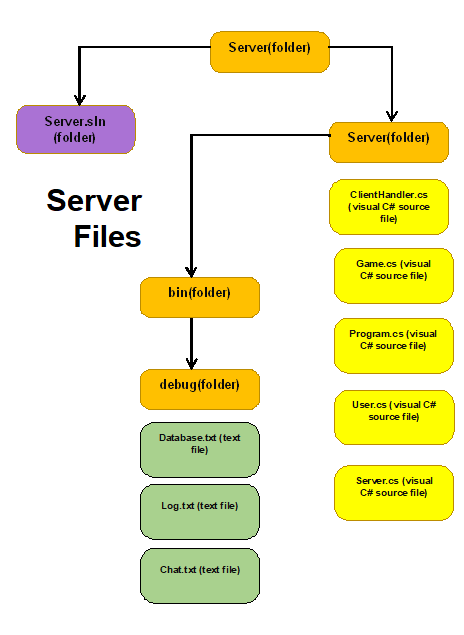 Server(folder)
Server.sln
(folder)
Server(folder)
Server
Files
ClientHandler.cs
( visual C# source
file)
Game.cs (visual
C# source file)
bin(folder)
Program.cs (visual
C# source file)
debug(folder)
User.cs ( visual C#
source file)
Database.txt (text
file)
Server.cs (visual
C# source file)
Log.txt (text file)
Chat.txt (text file)